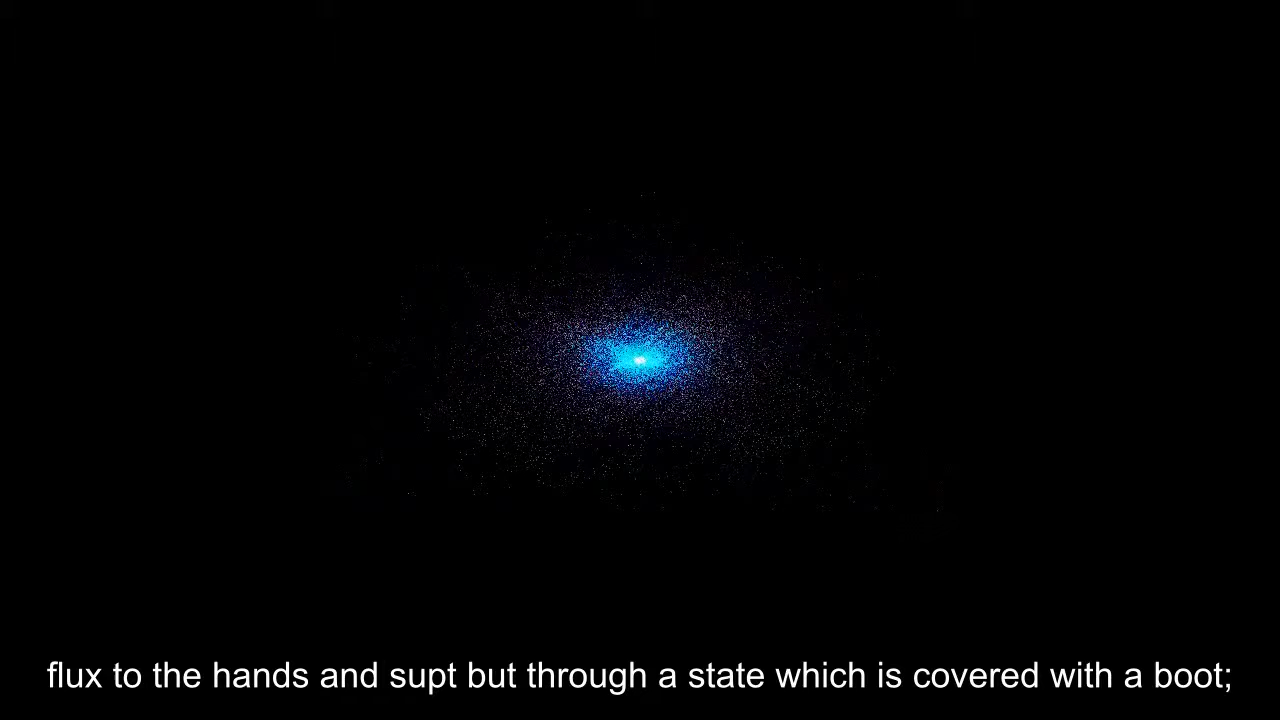 flux to the hands and supt but through a state which is covered with a boot;